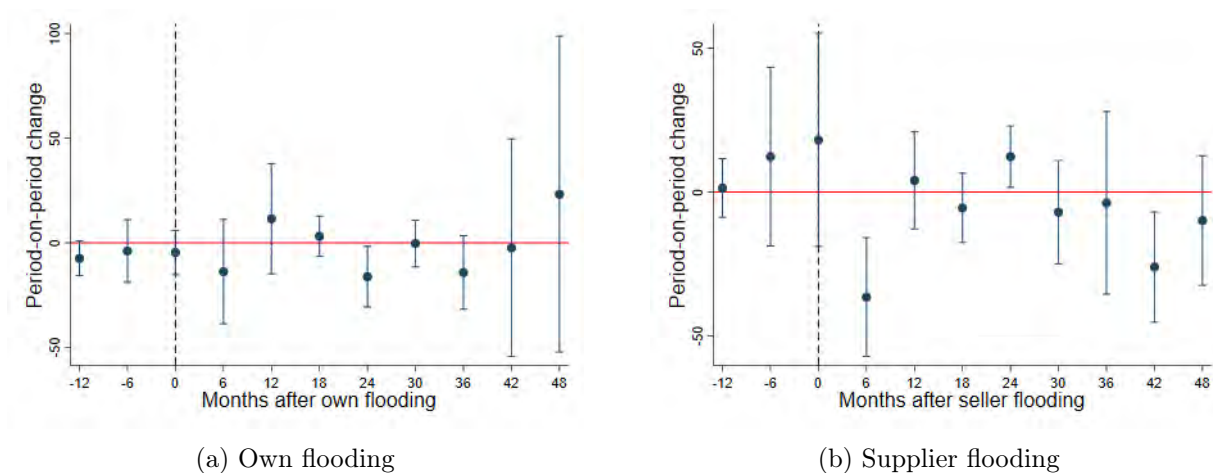 Period-on-period change
100
50
0
-50
-12 -6 0 6 12 18 24 30 36 42 48
Months after own flooding
(a) Own flooding
Period-on-period change
50
0
-50
-12 -6 0 6 12 18 24 30 36 42 48
Months after seller flooding
(b) Supplier flooding